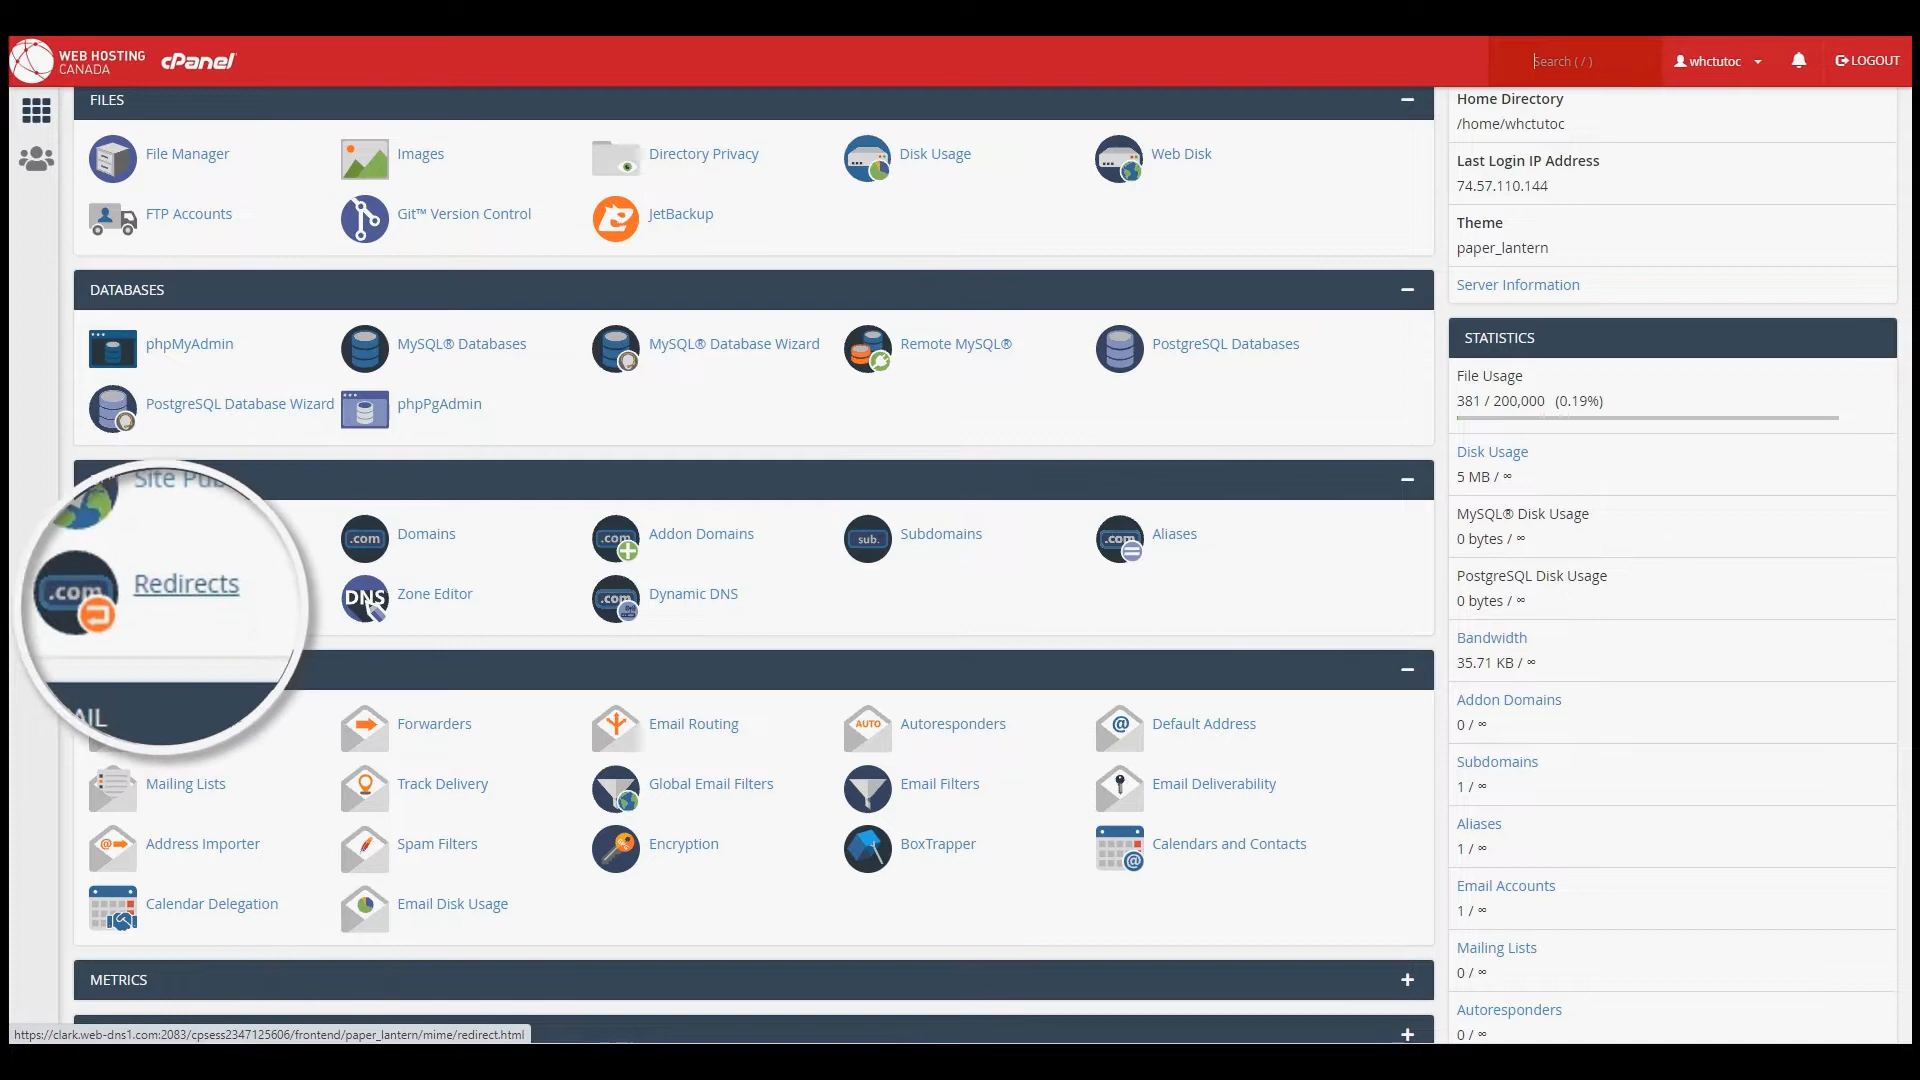 WEB HOSTING
CANADA
cPanel
Search ( / )
whctutoc
LOGOUT
FILES
File Manager
Images
Directory Privacy
Disk Usage
Web Disk
FTP Accounts
Git™ Version Control
JetBackup
DATABASES
phpMyAdmin
MySQL® Databases
MySQL® Database Wizard
Remote MySQL®
PostgreSQL Databases
PostgreSQL Database Wizard
phpPgAdmin
Site Pub
.com
Redirects
AIL
.com
Domains
.com
Addon Domains
sub.
Subdomains
.com
Aliases
DNS
Zone Editor
.com
Dynamic DNS
Forwarders
Email Routing
AUTO
Autoresponders
@
Default Address
Mailing Lists
Track Delivery
Global Email Filters
Email Filters
Email Deliverability
@
Address Importer
Spam Filters
Encryption
BoxTrapper
@
Calendars and Contacts
Calendar Delegation
Email Disk Usage
METRICS
https://clark.web-dns1.com:2083/cpsess2347125606/frontend/paper_lantern/mime/redirect.html
Home Directory
/home/whctutoc
Last Login IP Address
74.57.110.144
Theme
paper_lantern
Server Information
STATISTICS
File Usage
381 / 200,000 (0.19%)
Disk Usage
5 MB / ∞
MySQL® Disk Usage
0 bytes / ∞
PostgreSQL Disk Usage
0 bytes / ∞
Bandwidth
35.71 KB / ∞
Addon Domains
0 / ∞
Subdomains
1 / ∞
Aliases
1 / ∞
Email Accounts
1 / ∞
Mailing Lists
0 / ∞
Autoresponders
0 / ∞